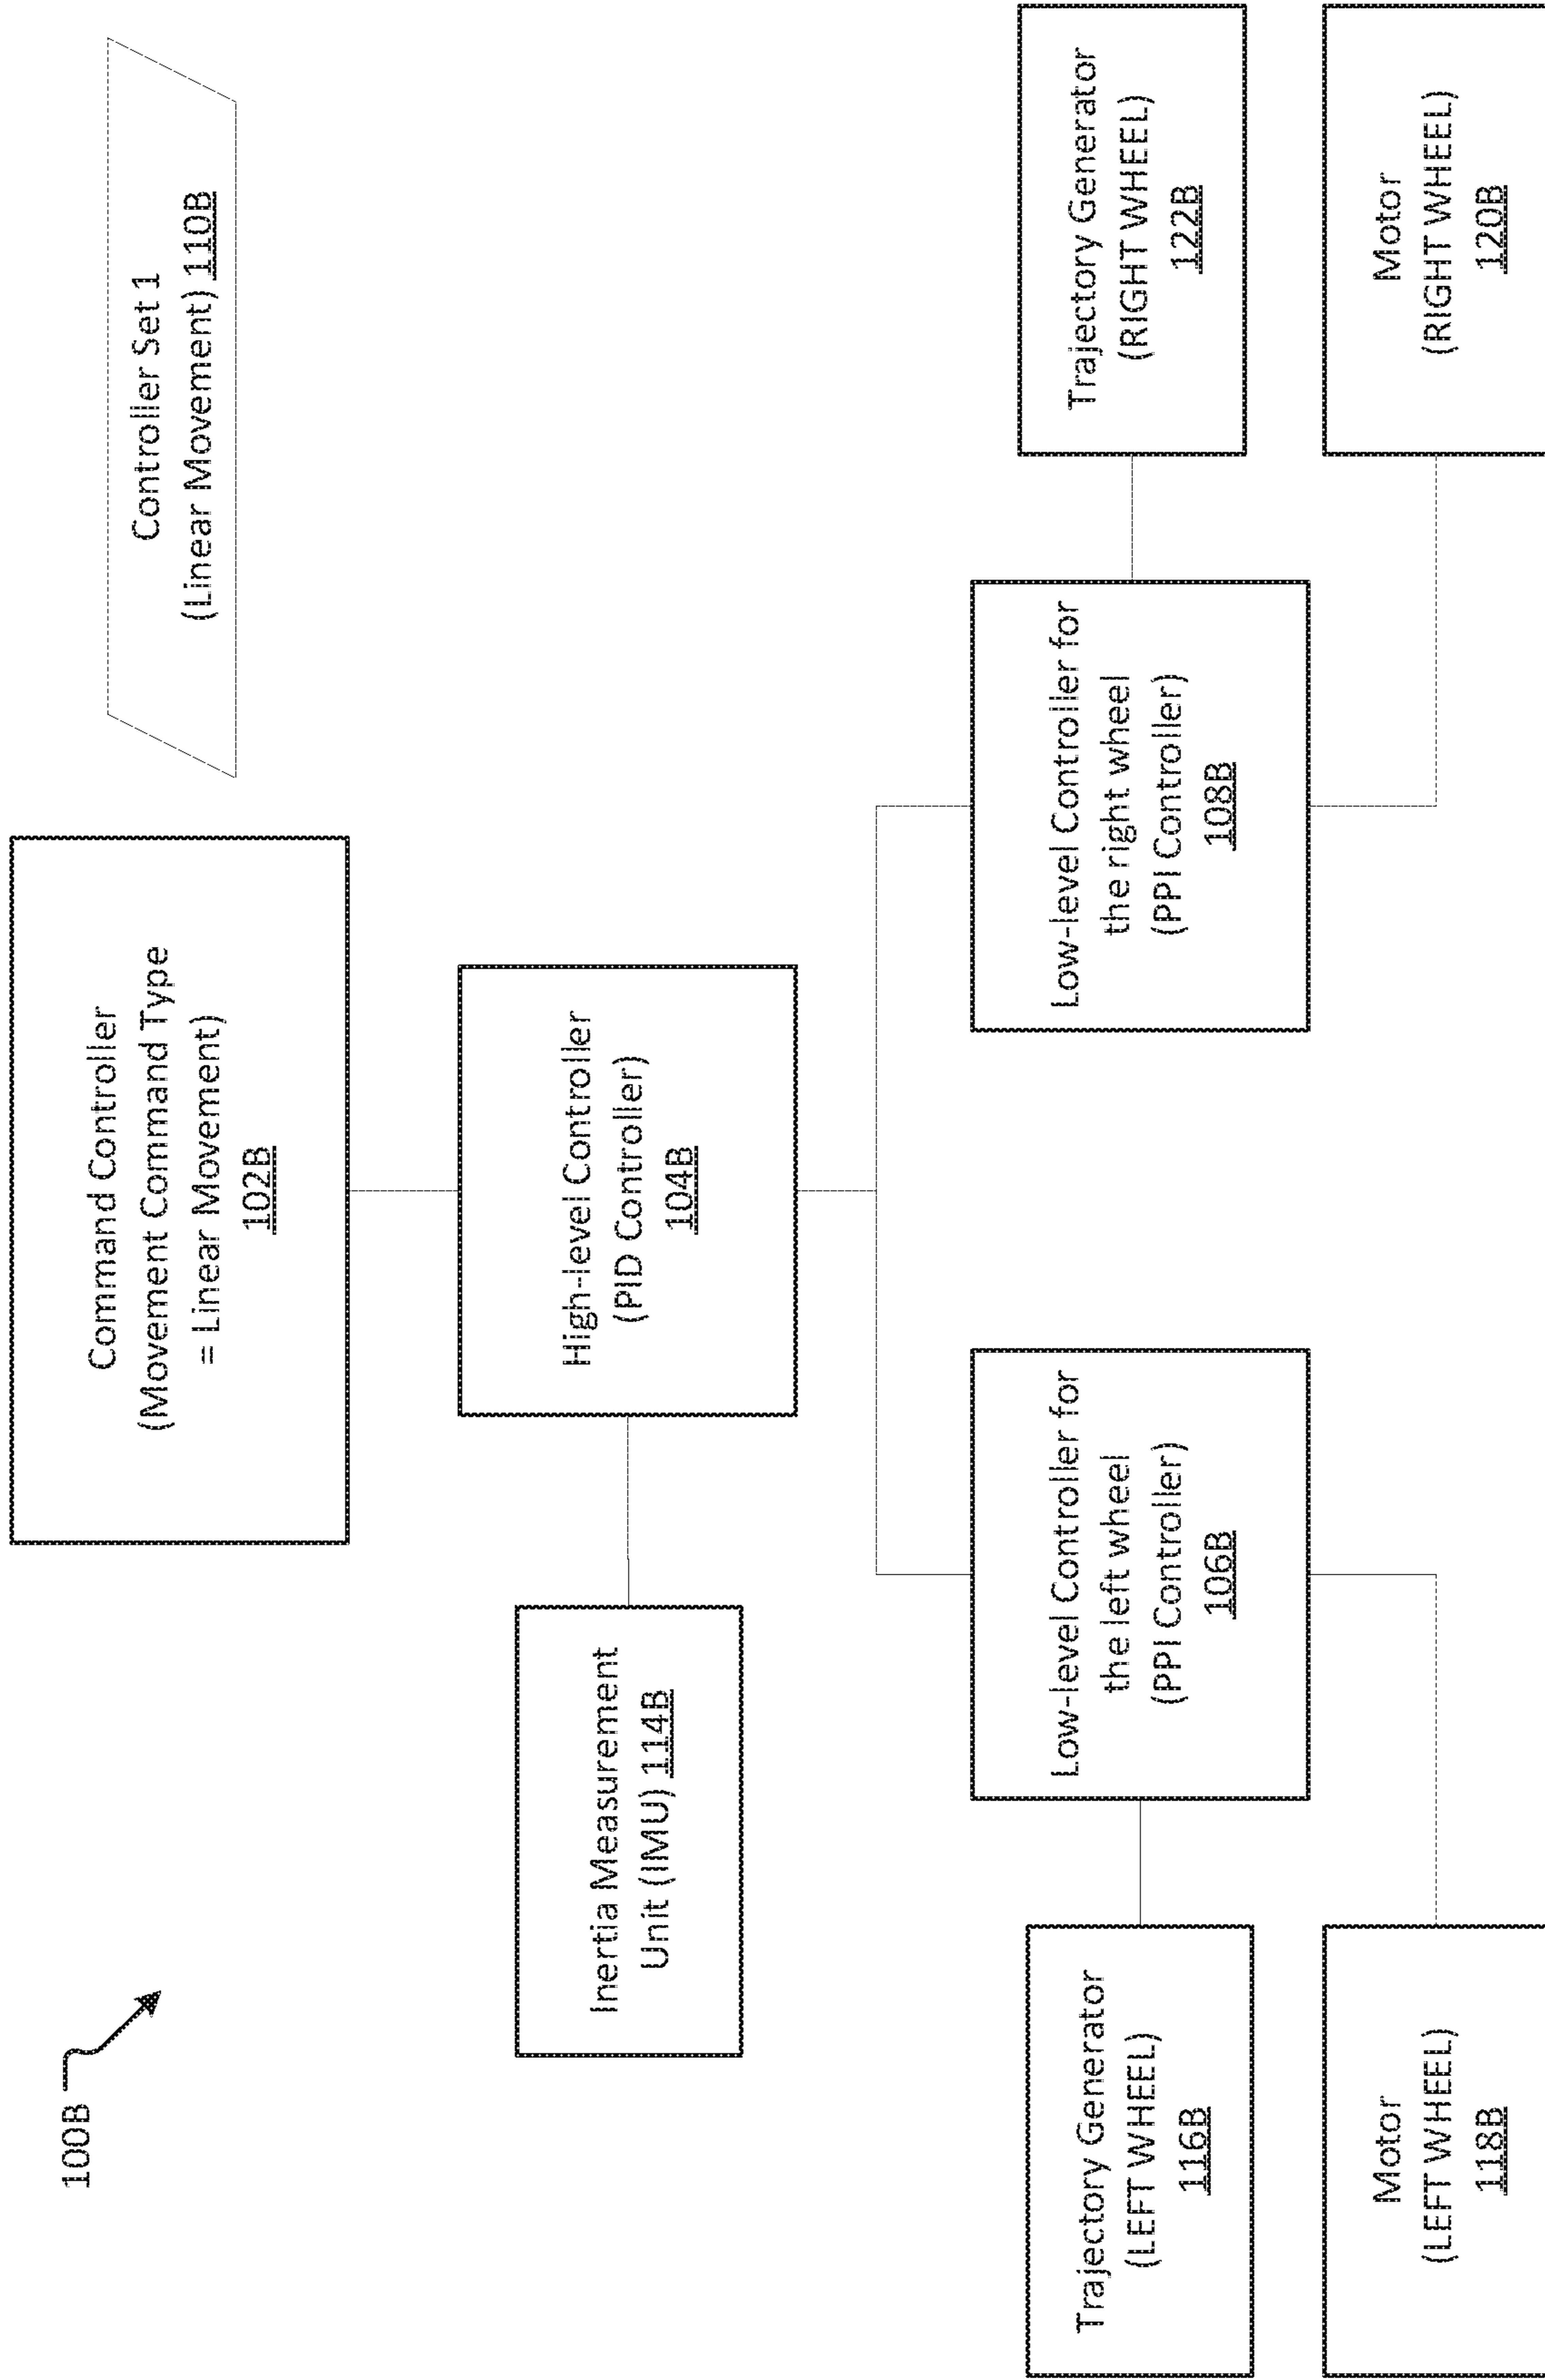 100B
Controller Set 1
(Linear Movement) 110B
Command Controller
(Movement Command Type
= Linear Movement)
102B
Inertia Measurement
Unit (IMU) 114B
High-level Controller
(PID Controller)
104B
Trajectory Generator
(LEFT WHEEL)
116B
Low-level Controller for
the left wheel
(PPI Controller)
106B
Low-level Controller for
the right wheel
(PPI Controller)
108B
Trajectory Generator
(RIGHT WHEEL)
122B
Motor
(LEFT WHEEL)
118B
Motor
(RIGHT WHEEL)
120B